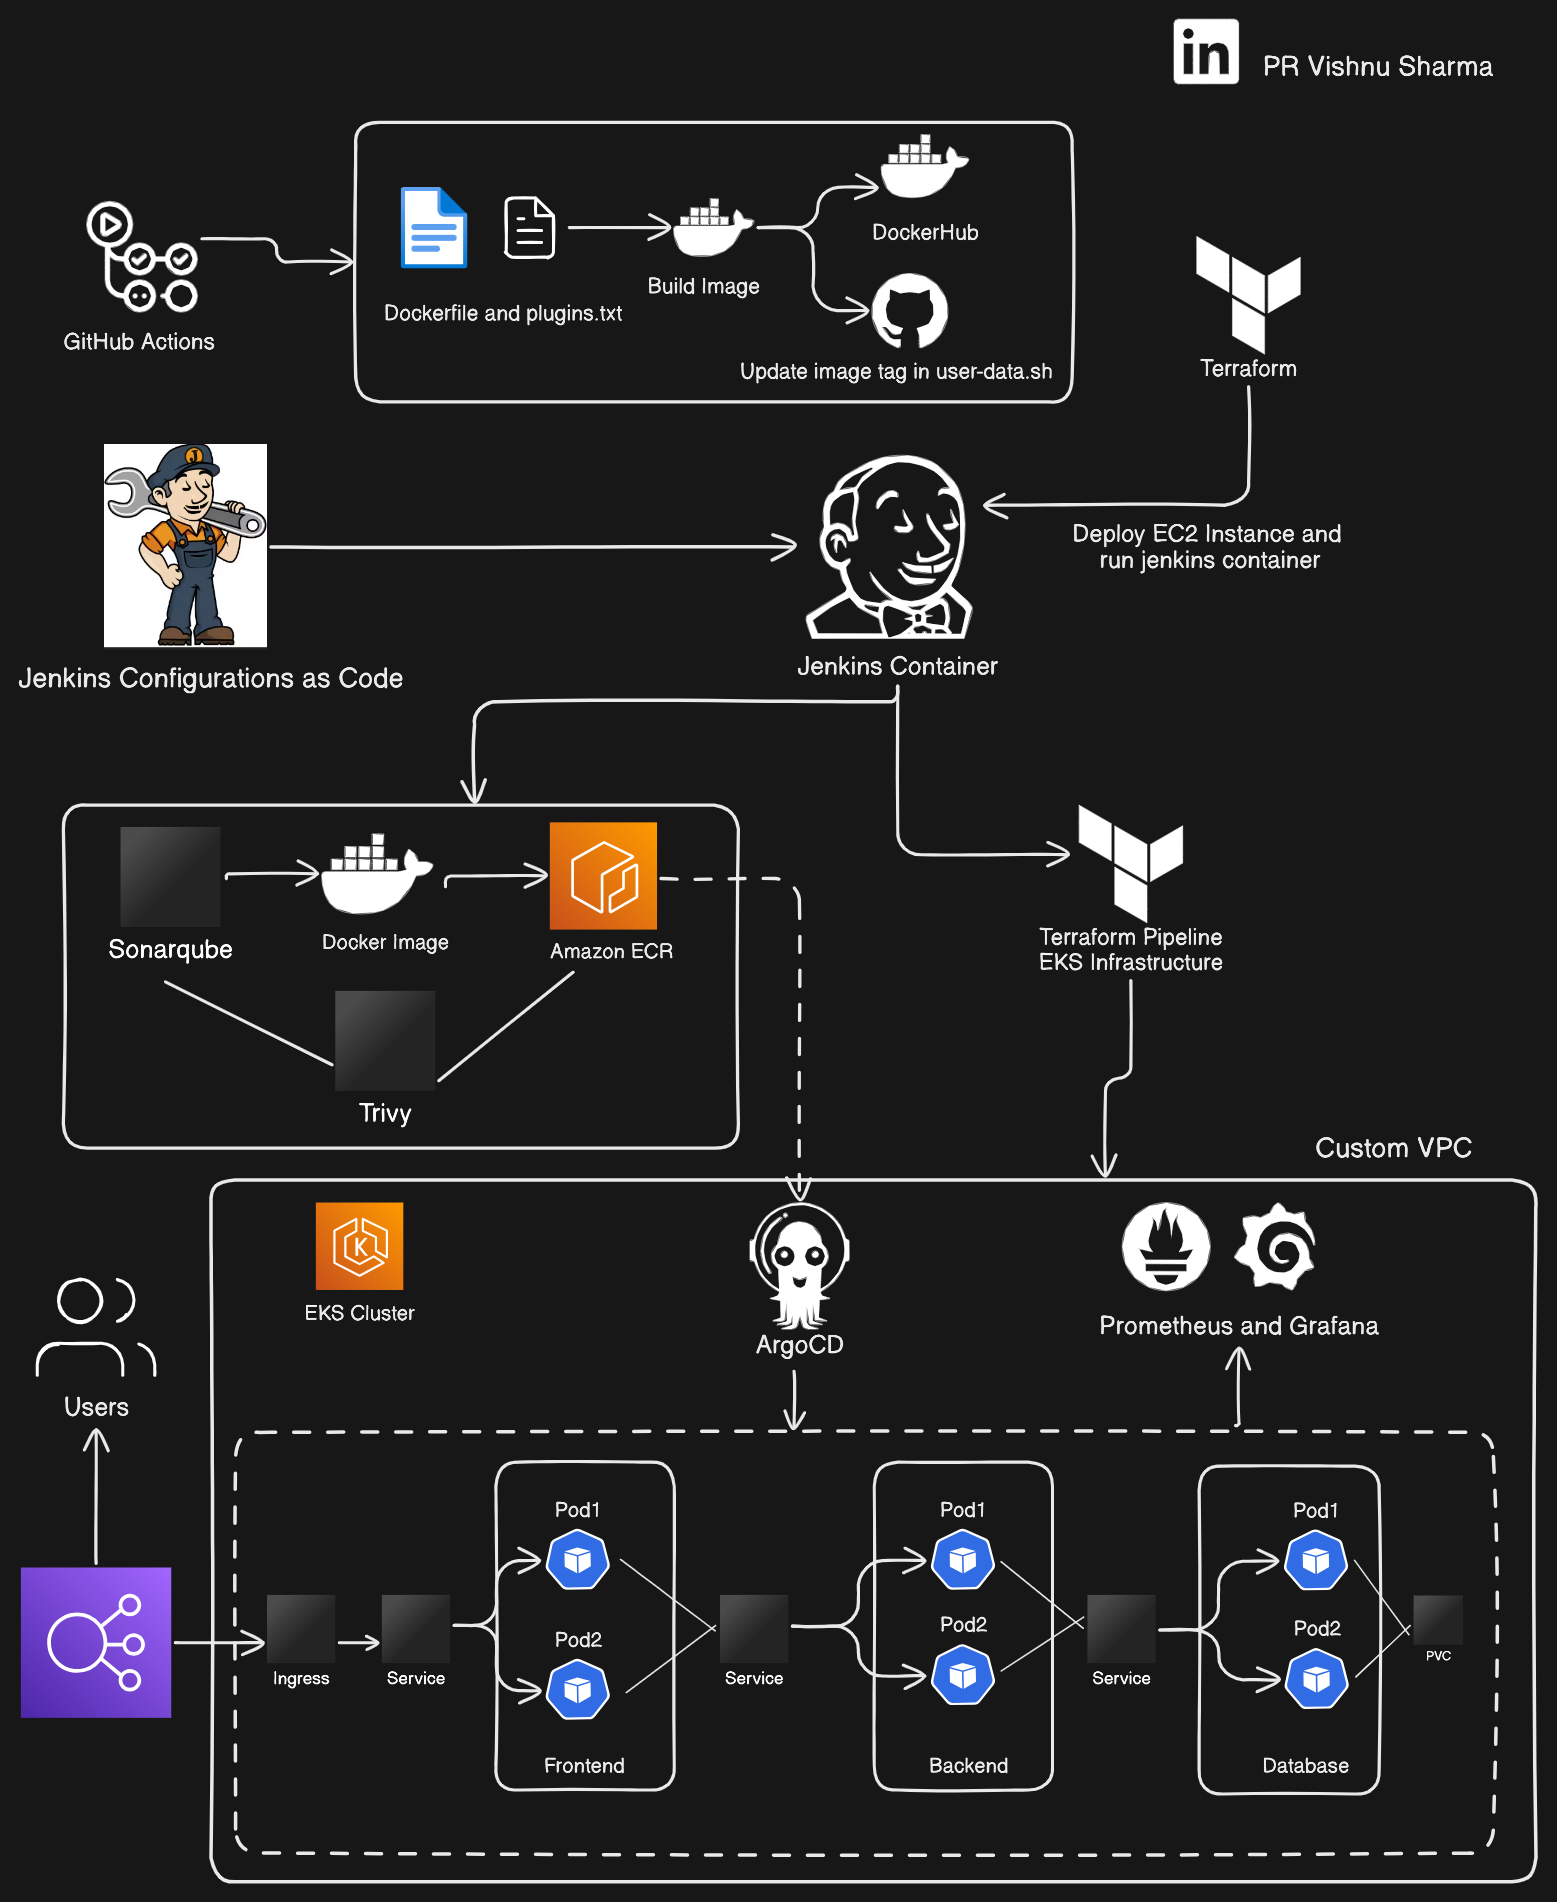 in
PR Vishnu Sharma
DockerHub
Build Image
Dockerfile and plugins.txt
GitHub Actions
Update image tag in user-data.sh
Terraform
J
Deploy EC2 Instance and
run jenkins container
Jenkins Configurations as Code
Jenkins Container
Sonarqube
Docker Image
Amazon ECR
Trivy
Terraform Pipeline
EKS Infrastructure
Custom VPC
K
EKS Cluster
ArgoCD
Prometheus and Grafana
Users
Pod1
Pod1
Pod1
Pod2
Pod2
Pod2
Ingress
Service
Service
Service
PVC
Frontend
Backend
Database